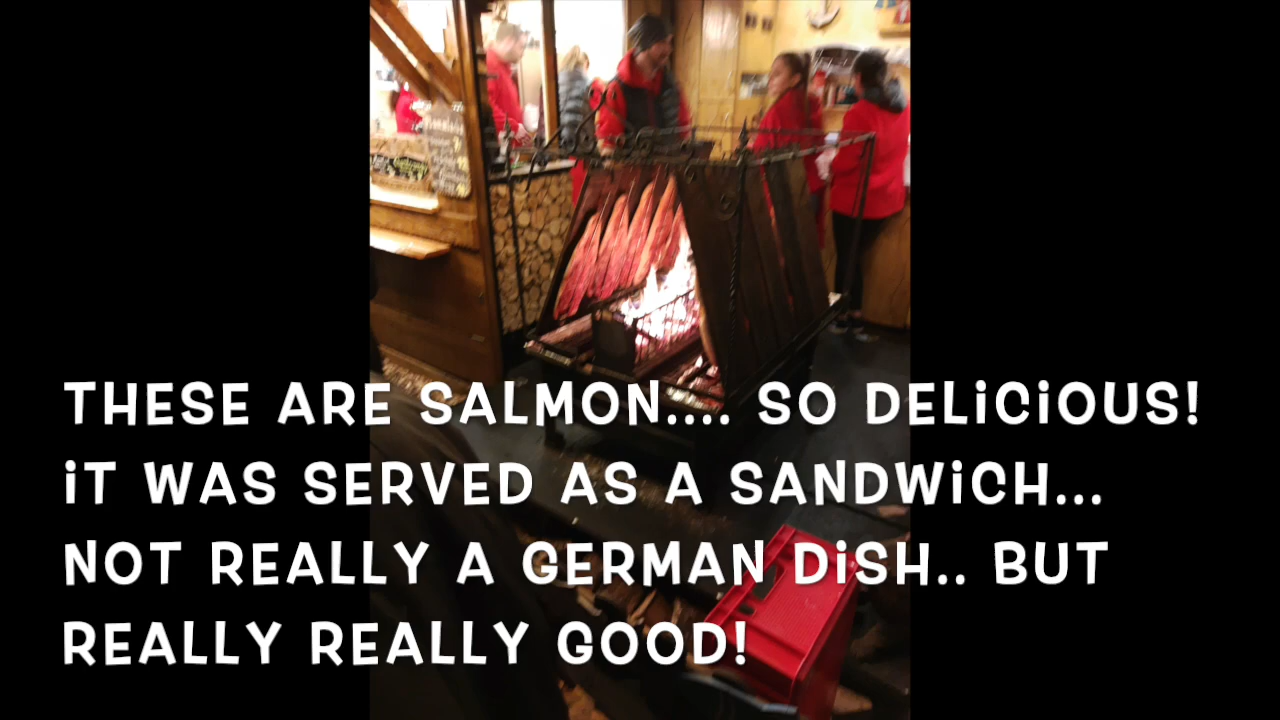 THESE ARE SALMON.... SO DELiCiOUS!
iT WAS SERVED AS A SANDWiCH...
NOT REALLY A GERMAN DiSH.. BUT
REALLY REALLY GOOD!